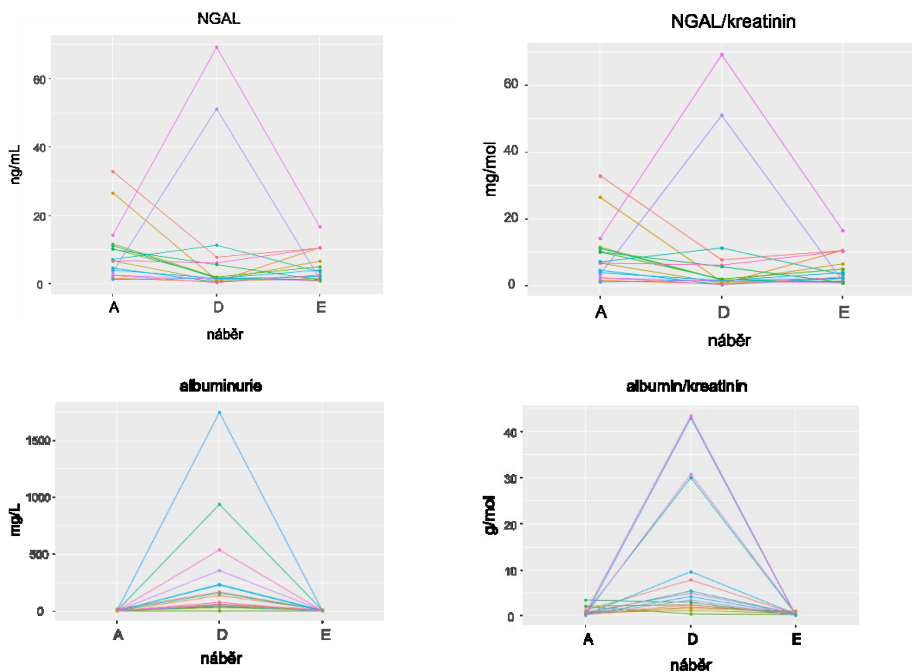 NGAL
60
40
20
0
ng/mL
A D E
náběr
NGAL/kreatinin
60
40
20
0
mg/mol
A D E
náběr
albuminurie
1500
1000
500
0
mg/L
A D E
náběr
albumin/kreatinin
40
30
20
10
0
g/mol
A D E
náběr